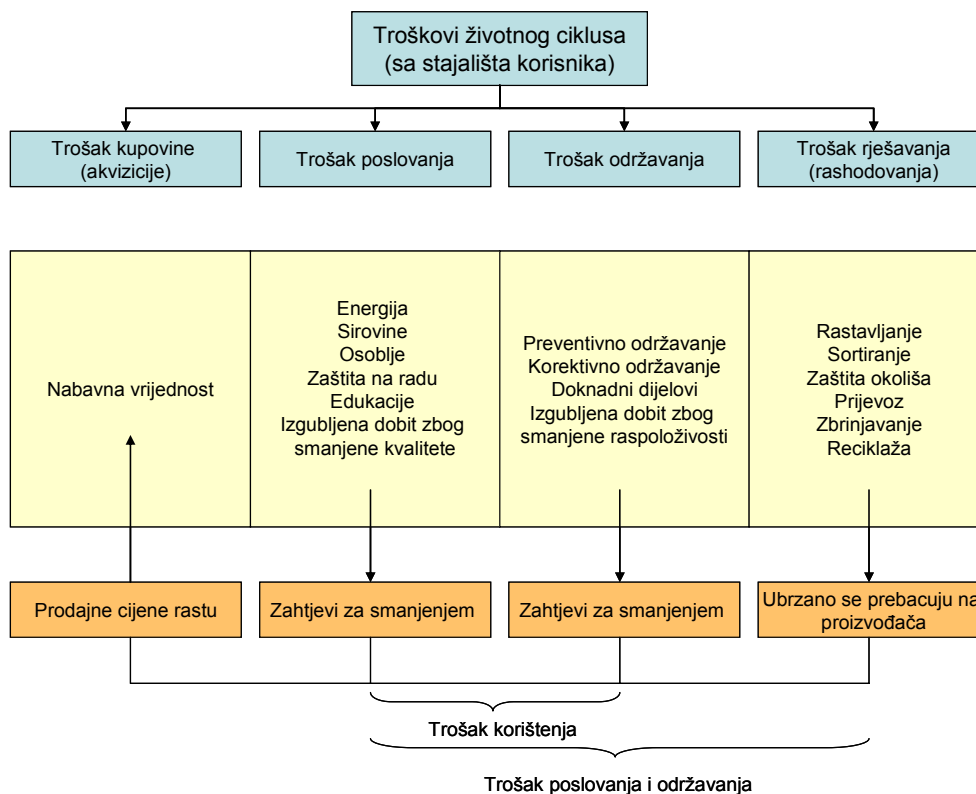 Troškovi životnog ciklusa
(sa stajališta korisnika)
Trošak kupovine
(akvizicije)
Trošak poslovanja
Trošak održavanja
Trošak rješavanja
(rashodovanja)
Nabavna vrijednost
Energija
Sirovine
Osoblje
Zaštita na radu
Edukacije
Izgubljena dobit zbog
smanjene kvalitete
Preventivno održavanje
Korektivno održavanje
Doknadni dijelovi
Izgubljena dobit zbog
smanjene raspoloživosti
Rastavljanje
Sortiranje
Zaštita okoliša
Prijevoz
Zbrinjavanje
Reciklaža
Prodajne cijene rastu
Zahtjevi za smanjenjem
Zahtjevi za smanjenjem
Ubrzano se prebacuju na
proizvođača
Trošak korištenja
Trošak poslovanja i održavanja